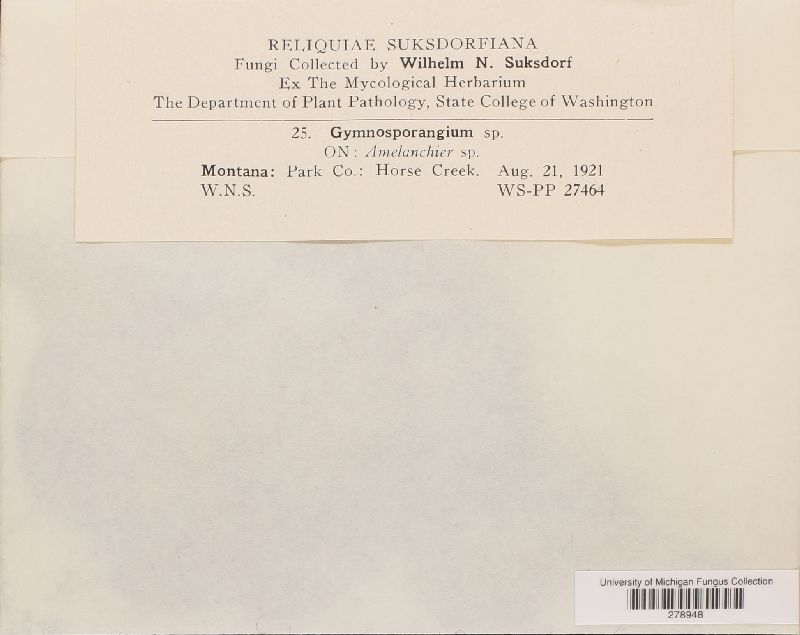 RELIQUIAE SUKSDORFIANA
Fungi Collected by Wilhelm N. Suksdorf
Ex The Mycological Herbarium
The Department of Plant Pathology, State College of Washington
25. Gymnosporangium sp.
ON: Amelanchier sp.
Montana: Park Co.: Horse Creek. Aug. 21, 1921
W.N.S. WS-PP 27464
University of Michigan Fungus Collection
278948